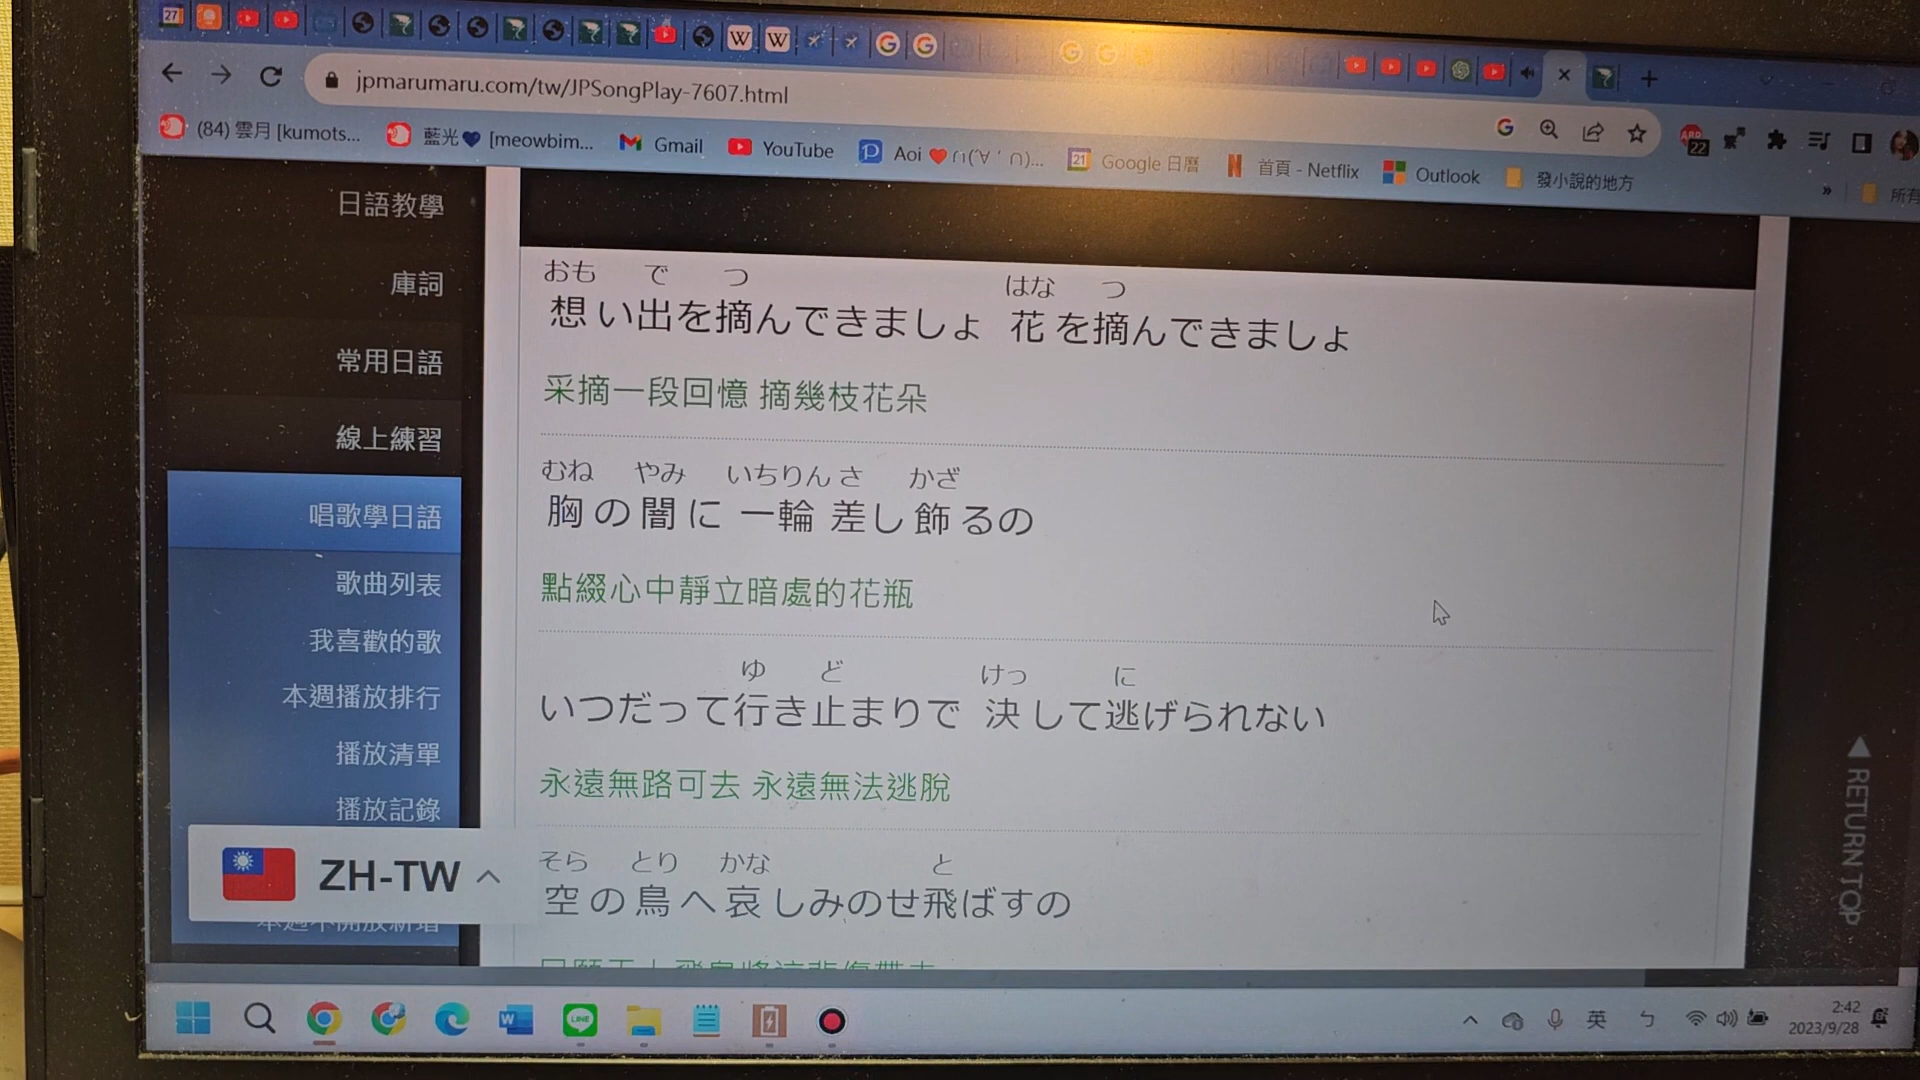 27
jpmarumaru.com/tw/JPSongPlay-7607.html
22
(84) 雲月 [kumots...
藍光💙 [meowbim...
Gmail
YouTube
Aoi
21
Google 日曆
首頁 - Netflix
Outlook
發小說的地方
»
日語教學
庫詞
常用日語
線上練習
唱歌學日語
歌曲列表
我喜歡的歌
本週播放排行
播放清單
播放記錄
ZH-TW
おも で つ はな つ
想い出を摘んできましょ 花を摘んできましょ
采摘一段回憶 摘幾枝花朵
むね やみ いちりん さ かざ
胸の闇に 一輪 差し飾るの
點綴心中靜立暗處的花瓶
ゆ ど けっ に
いつだって行き止まりで 決して逃げられない
永遠無路可去 永遠無法逃脫
そら とり かな と
空の鳥へ哀しみのせ飛ばすの
◀ RETURN TOP
LINE
英
ㄅ
2:42
2023/9/28